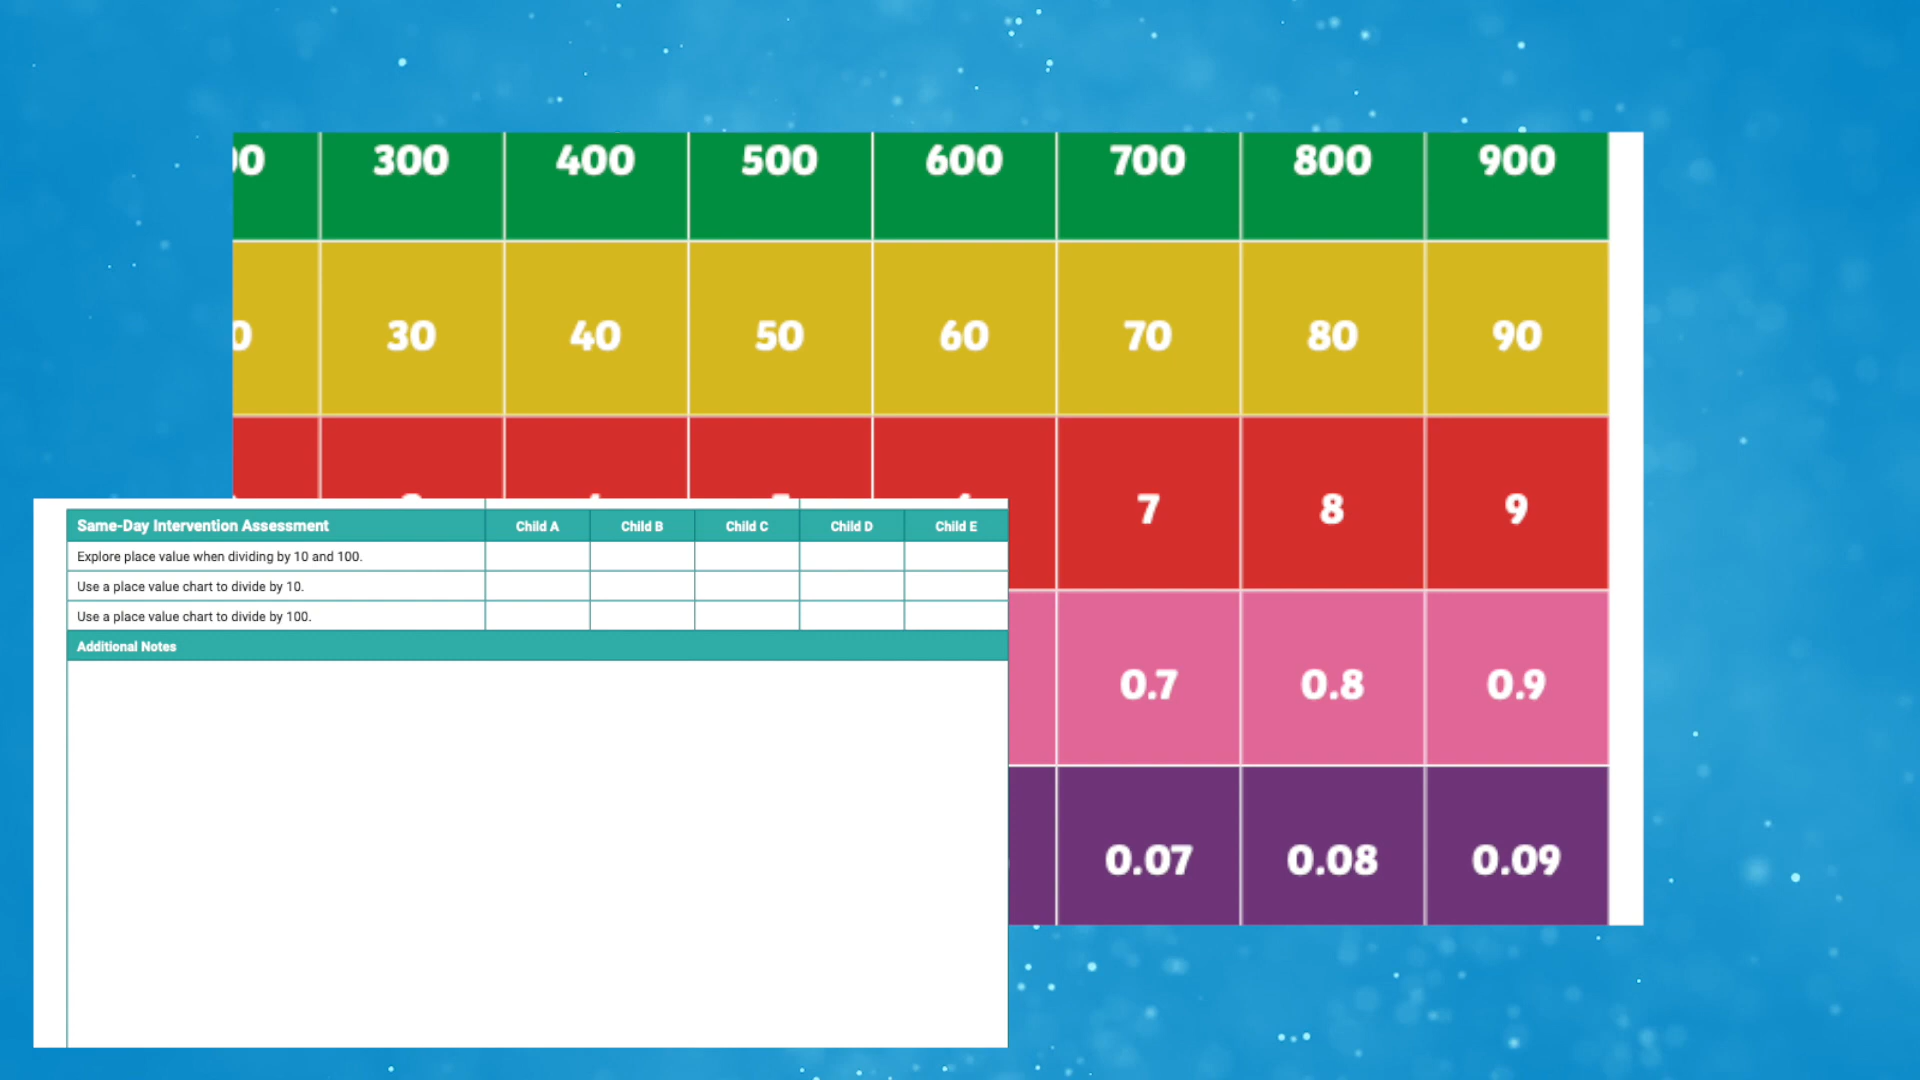 300 400 500 600 700 800 900
30 40 50 60 70 80 90
7 8 9
Same-Day Intervention Assessment Child A Child B Child C Child D Child E
Explore place value when dividing by 10 and 100.
Use a place value chart to divide by 10.
Use a place value chart to divide by 100.
Additional Notes
0.7 0.8 0.9
0.07 0.08 0.09